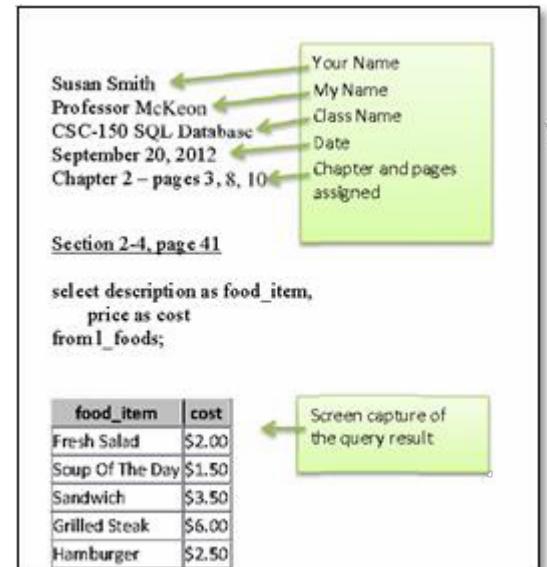 Susan Smith
Professor McKeon
CSC-150 SQL Database
September 20, 2012
Chapter 2 – pages 3, 8, 10
Your Name
My Name
Class Name
Date
Chapter and pages
assigned
Section 2-4, page 41
select description as food_item,
price as cost
from l_foods;
food_item cost
Fresh Salad $2.00
Soup Of The Day $1.50
Sandwich $3.50
Grilled Steak $6.00
Hamburger $2.50
Screen capture of
the query result